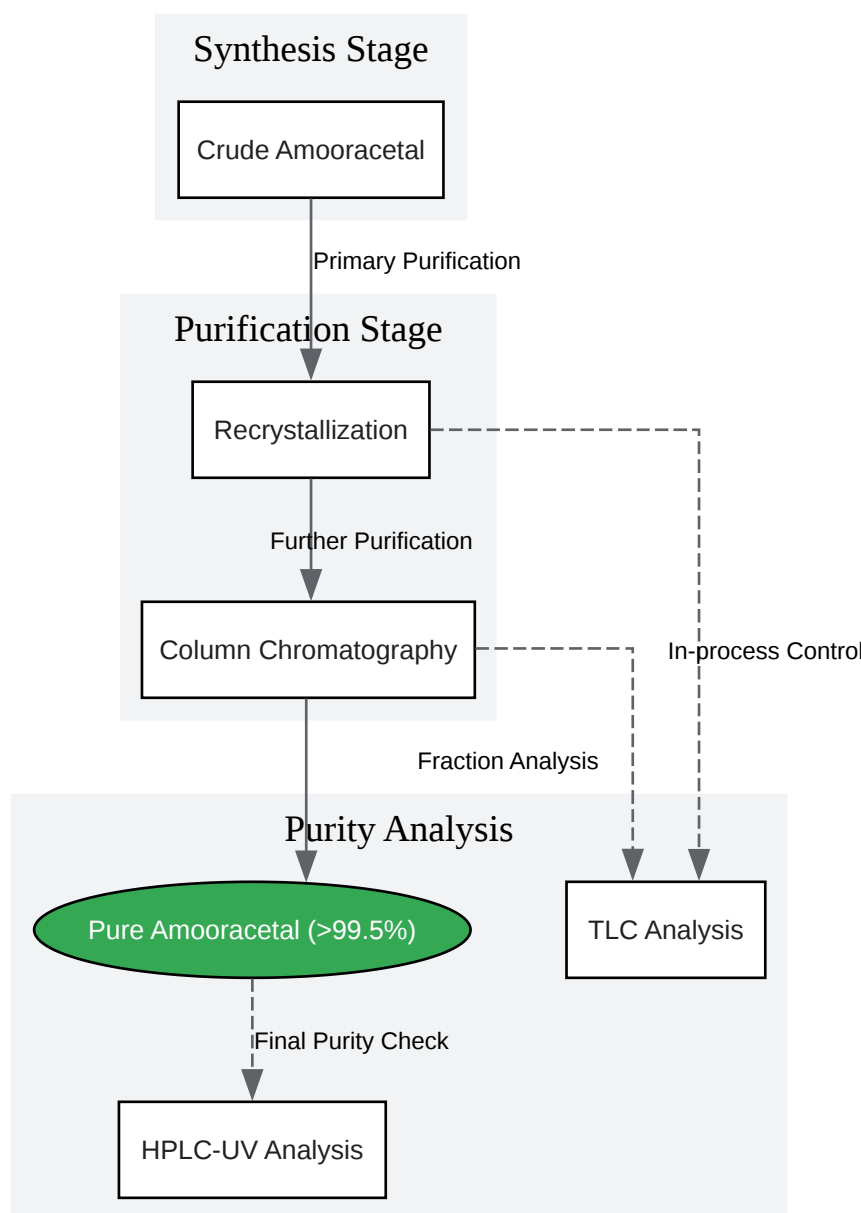 Synthesis Stage
Crude Amooracetal
Primary Purification
Purification Stage
Recrystallization
Further Purification
Column Chromatography
In-process Control
Fraction Analysis
Purity Analysis
Pure Amooracetal (>99.5%)
TLC Analysis
Final Purity Check
HPLC-UV Analysis